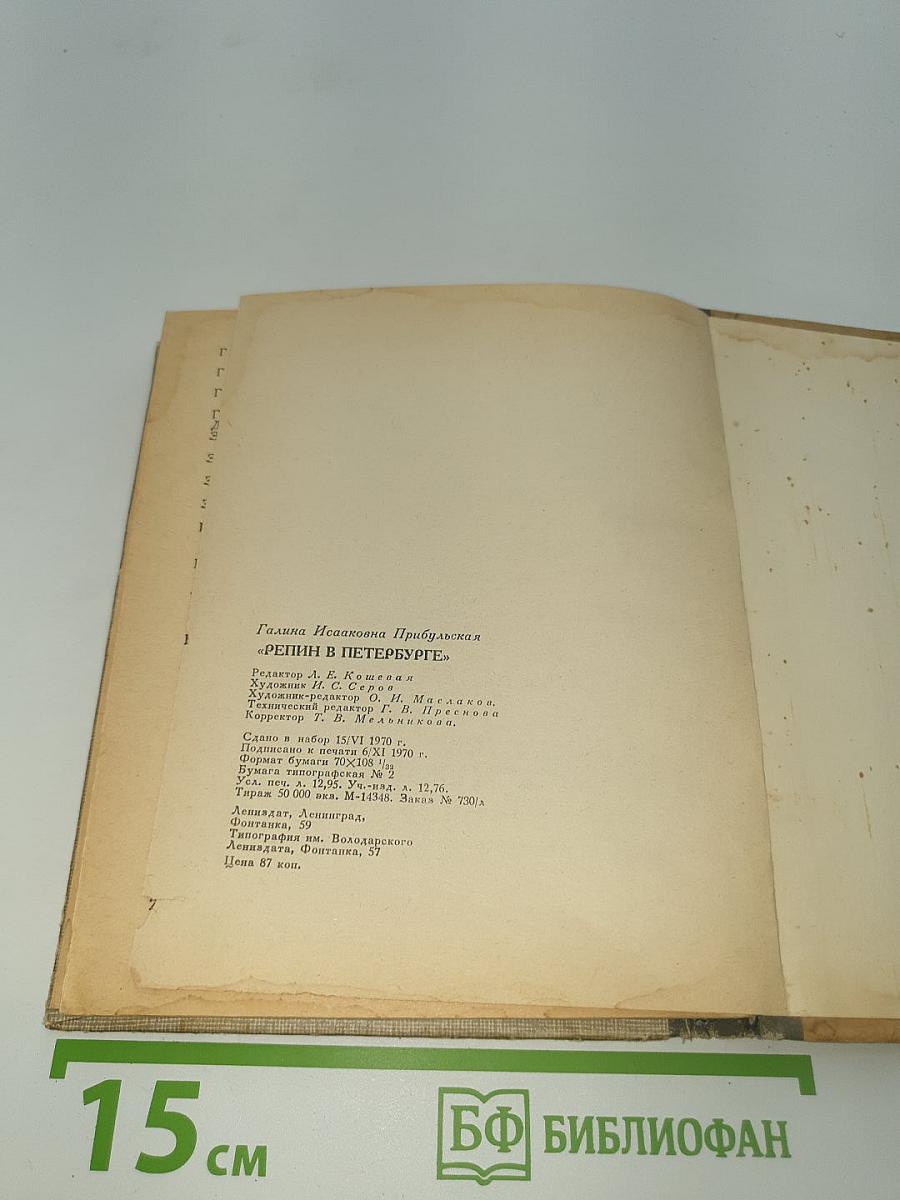 Галина Исааковна Прибульская
«РЕПИН В ПЕТЕРБУРГЕ»
Редактор Л. Е. Кошевая
Художник И. С. Серов
Художник-редактор О. И. Маслаков.
Технический редактор Г. В. Преснова
Корректор Т. В. Мельникова.
Сдано в набор 15/VI 1970 г.
Подписано к печати 6/XI 1970 г.
Формат бумаги 70×108 1/32
Бумага типографская № 2
Усл. печ. л. 12,95. Уч.-изд. л. 12,76.
Тираж 50 000 экз. М-14348. Заказ № 730/л
Лениздат, Ленинград,
Фонтанка, 59
Типография им. Володарского
Лениздата, Фонтанка, 57
Цена 87 коп.
15 см
БФ БИБЛИОФАН